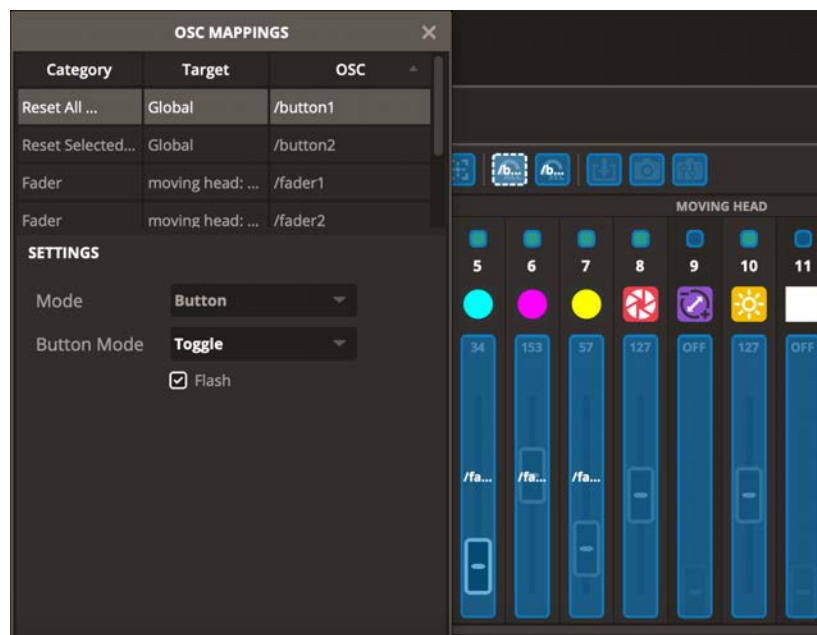 OSC MAPPINGS
Category Target OSC
Reset All ... Global /button1
Reset Selected... Global /button2
Fader moving head: ... /fader1
Fader moving head: ... /fader2
SETTINGS
Mode Button
Button Mode Toggle
Flash
/b... /b...
MOVING HEAD
5 6 7 8 9 10 11
34 153 57 127 OFF 127 OFF
/fa... /fa... /fa...